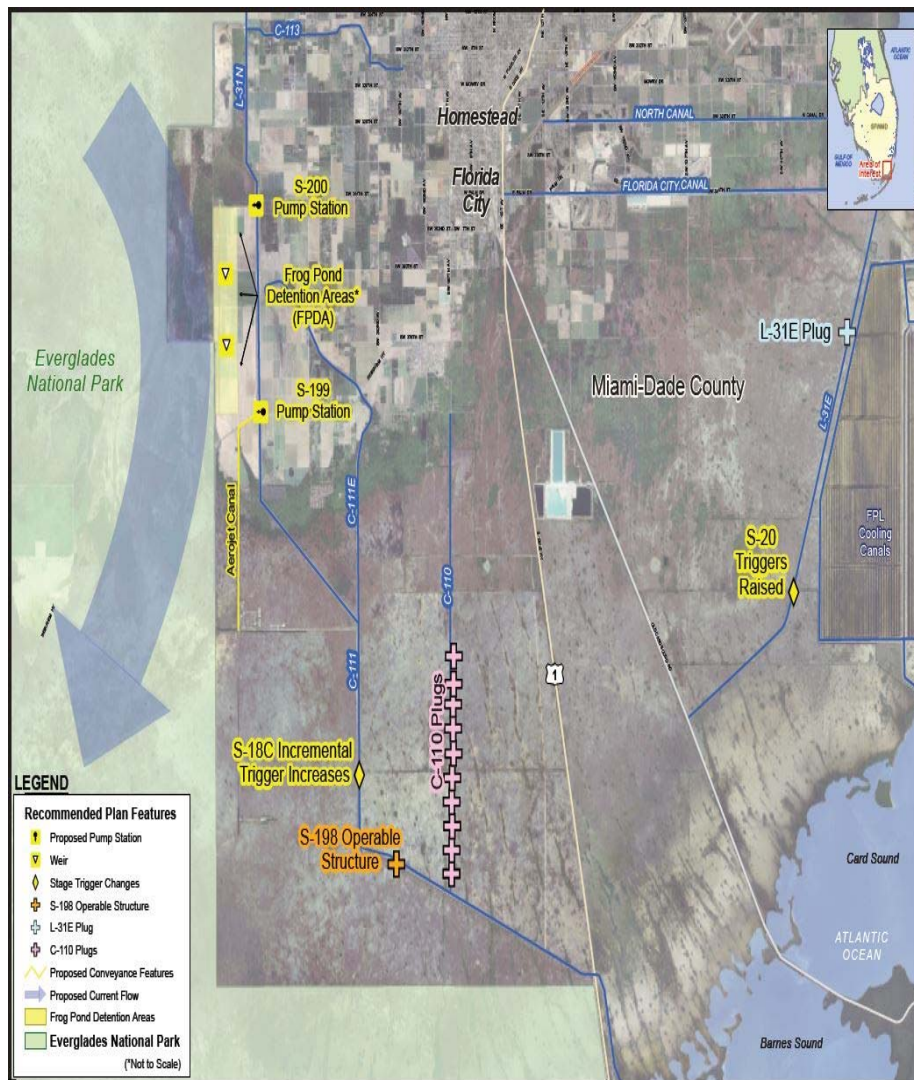 C-113
L-31N
Homestead
NORTH CANAL
Florida
City
FLORIDA CITY CANAL
ATLANTIC
OCEAN
SFWMD
GULF OF
MEXICO
Area of
Interest
S-200
Pump Station
Frog Pond
Detention Areas*
(FPDA)
L-31E Plug
Everglades
National Park
S-199
Pump Station
Miami-Dade County
L-31E
Aerojet Canal
C-111E
FPL
Cooling
Canals
S-20
Triggers
Raised
C-110
1
C-111
C-110 Plugs
S-18C Incremental
Trigger Increases
S-198 Operable
Structure
Card Sound
ATLANTIC
OCEAN
Barnes Sound
LEGEND
Recommended Plan Features
Proposed Pump Station
Weir
Stage Trigger Changes
S-198 Operable Structure
L-31E Plug
C-110 Plugs
Proposed Conveyance Features
Proposed Current Flow
Frog Pond Detention Areas
Everglades National Park
(*Not to Scale)